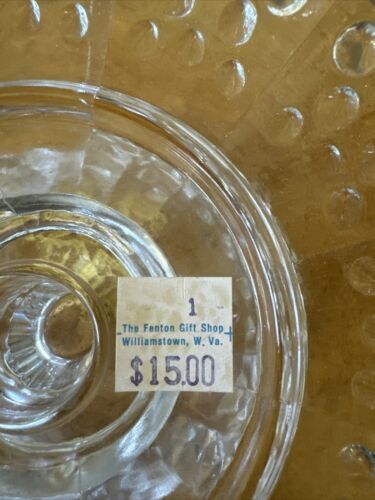 1
The Fenton Gift Shop
Williamstown, W. Va.
$15.00